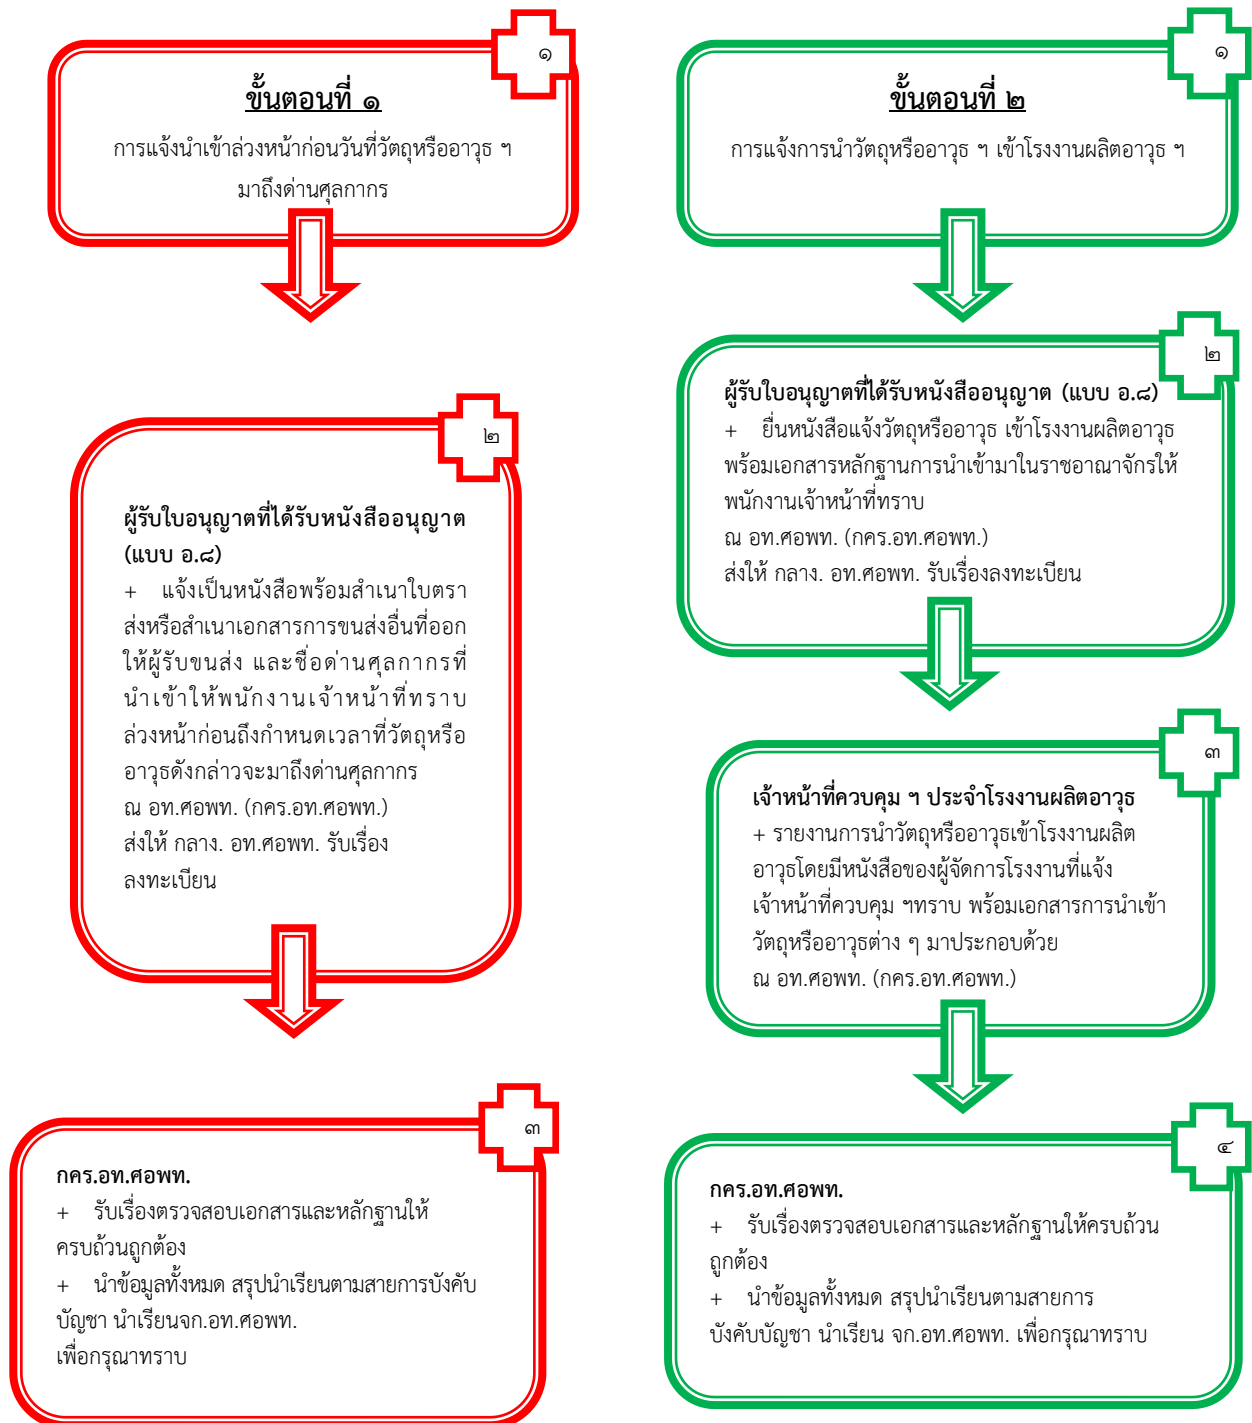 ๑
ขั้นตอนที่ ๑
การแจ้งนำเข้าล่วงหน้าก่อนวันที่วัตถุหรืออาวุธ ฯ
มาถึงด่านศุลกากร
๒
ผู้รับใบอนุญาตที่ได้รับหนังสืออนุญาต
(แบบ อ.๘)
+ แจ้งเป็นหนังสือพร้อมสำเนาใบตรา
ส่งหรือสำเนาเอกสารการขนส่งอื่นที่ออก
ให้ผู้รับขนส่ง และชื่อด่านศุลกากรที่
นำเข้าให้พนักงานเจ้าหน้าที่ทราบ
ล่วงหน้าก่อนถึงกำหนดเวลาที่วัตถุหรือ
อาวุธดังกล่าวจะมาถึงด่านศุลกากร
ณ อท.ศอพท. (กคร.อท.ศอพท.)
ส่งให้ กลาง. อท.ศอพท. รับเรื่อง
ลงทะเบียน
๓
กคร.อท.ศอพท.
+ รับเรื่องตรวจสอบเอกสารและหลักฐานให้
ครบถ้วนถูกต้อง
+ นำข้อมูลทั้งหมด สรุปนำเรียนตามสายการบังคับ
บัญชา นำเรียนจก.อท.ศอพท.
เพื่อกรุณาทราบ
๑
ขั้นตอนที่ ๒
การแจ้งการนำวัตถุหรืออาวุธ ฯ เข้าโรงงานผลิตอาวุธ ฯ
๒
ผู้รับใบอนุญาตที่ได้รับหนังสืออนุญาต (แบบ อ.๘)
+ ยื่นหนังสือแจ้งวัตถุหรืออาวุธ เข้าโรงงานผลิตอาวุธ
พร้อมเอกสารหลักฐานการนำเข้ามาในราชอาณาจักรให้
พนักงานเจ้าหน้าที่ทราบ
ณ อท.ศอพท. (กคร.อท.ศอพท.)
ส่งให้ กลาง. อท.ศอพท. รับเรื่องลงทะเบียน
๓
เจ้าหน้าที่ควบคุม ฯ ประจำโรงงานผลิตอาวุธ
+ รายงานการนำวัตถุหรืออาวุธเข้าโรงงานผลิต
อาวุธโดยมีหนังสือของผู้จัดการโรงงานที่แจ้ง
เจ้าหน้าที่ควบคุม ฯทราบ พร้อมเอกสารการนำเข้า
วัตถุหรืออาวุธต่าง ๆ มาประกอบด้วย
ณ อท.ศอพท. (กคร.อท.ศอพท.)
๔
กคร.อท.ศอพท.
+ รับเรื่องตรวจสอบเอกสารและหลักฐานให้ครบถ้วน
ถูกต้อง
+ นำข้อมูลทั้งหมด สรุปนำเรียนตามสายการ
บังคับบัญชา นำเรียน จก.อท.ศอพท. เพื่อกรุณาทราบ